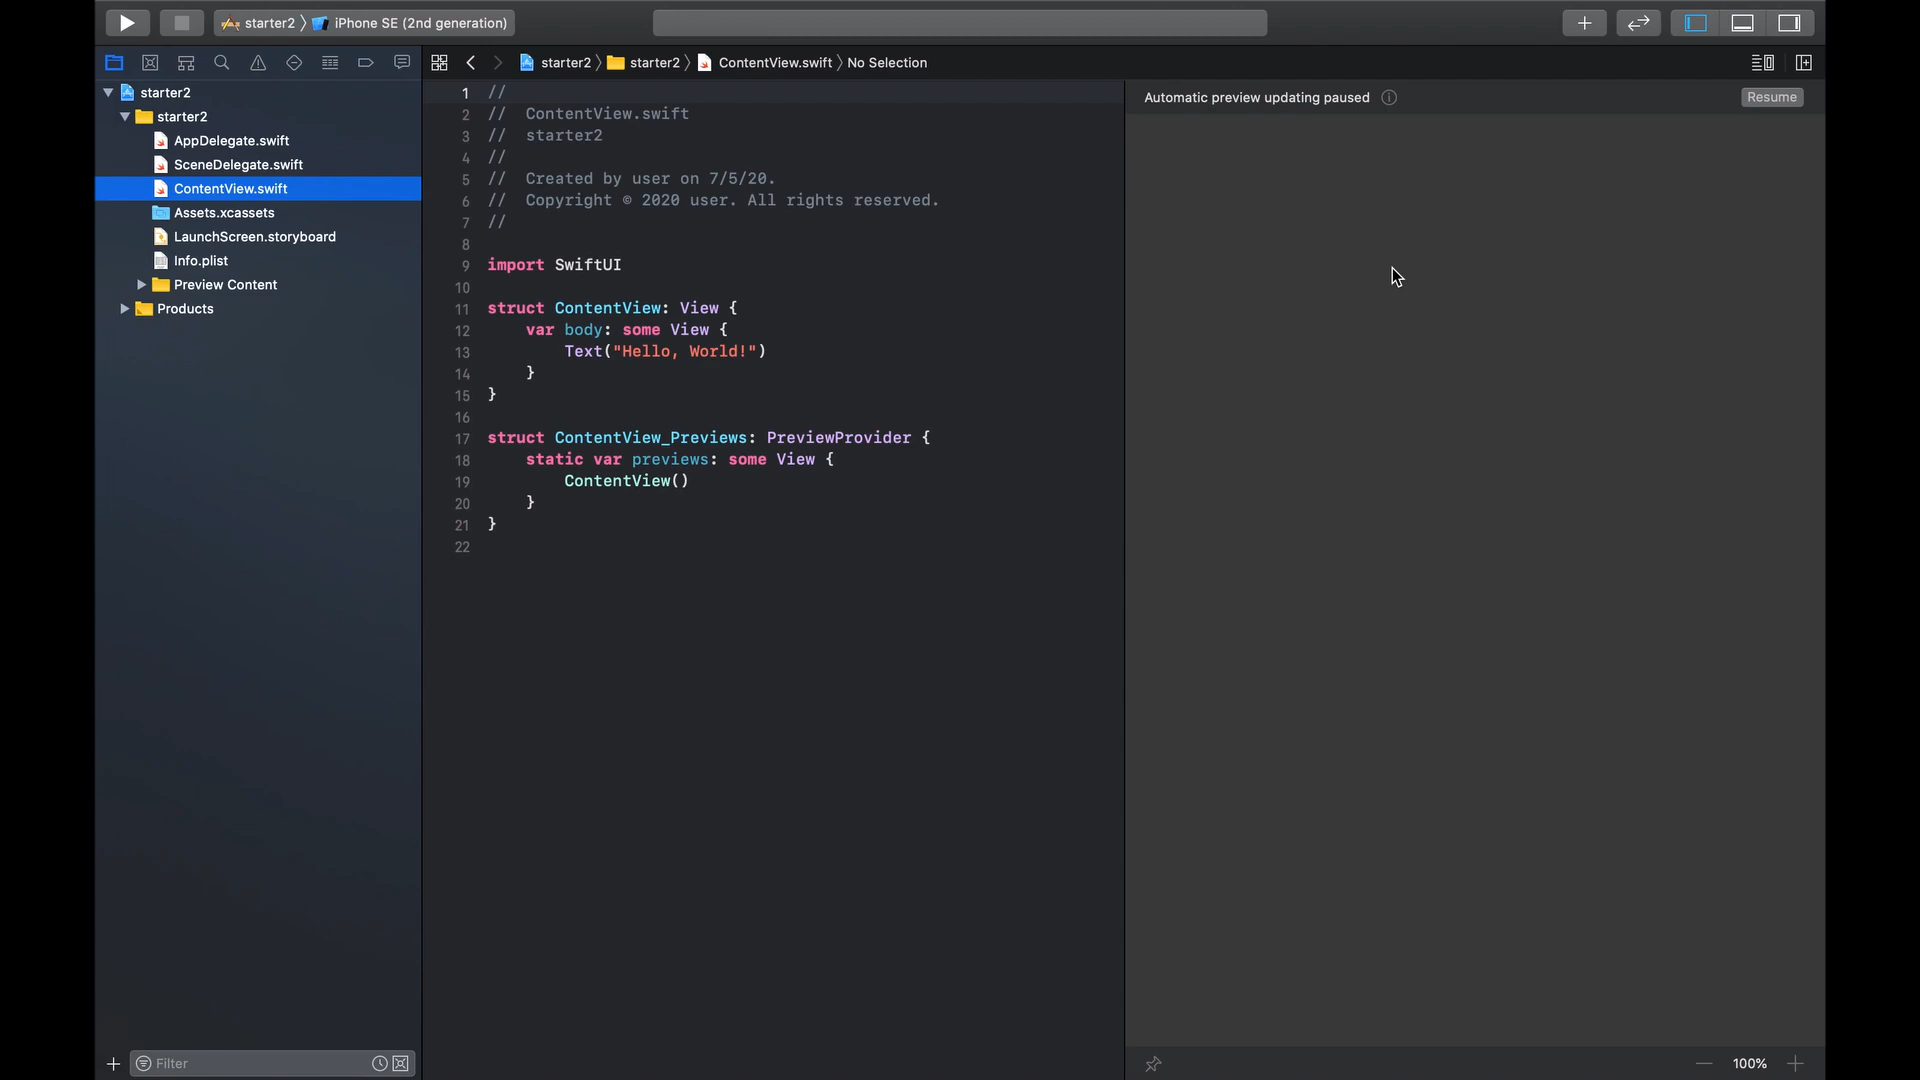 starter2 〉 iPhone SE (2nd generation)
starter2 〉 starter2 〉 ContentView.swift 〉 No Selection
starter2
starter2
AppDelegate.swift
SceneDelegate.swift
ContentView.swift
Assets.xcassets
LaunchScreen.storyboard
Info.plist
Preview Content
Products
Filter
1 //
2 //  ContentView.swift
3 //  starter2
4 //
5 //  Created by user on 7/5/20.
6 //  Copyright © 2020 user. All rights reserved.
7 //
8
9 import SwiftUI
10
11 struct ContentView: View {
12     var body: some View {
13         Text("Hello, World!")
14     }
15 }
16
17 struct ContentView_Previews: PreviewProvider {
18     static var previews: some View {
19         ContentView()
20     }
21 }
22
Automatic preview updating paused
Resume
100%